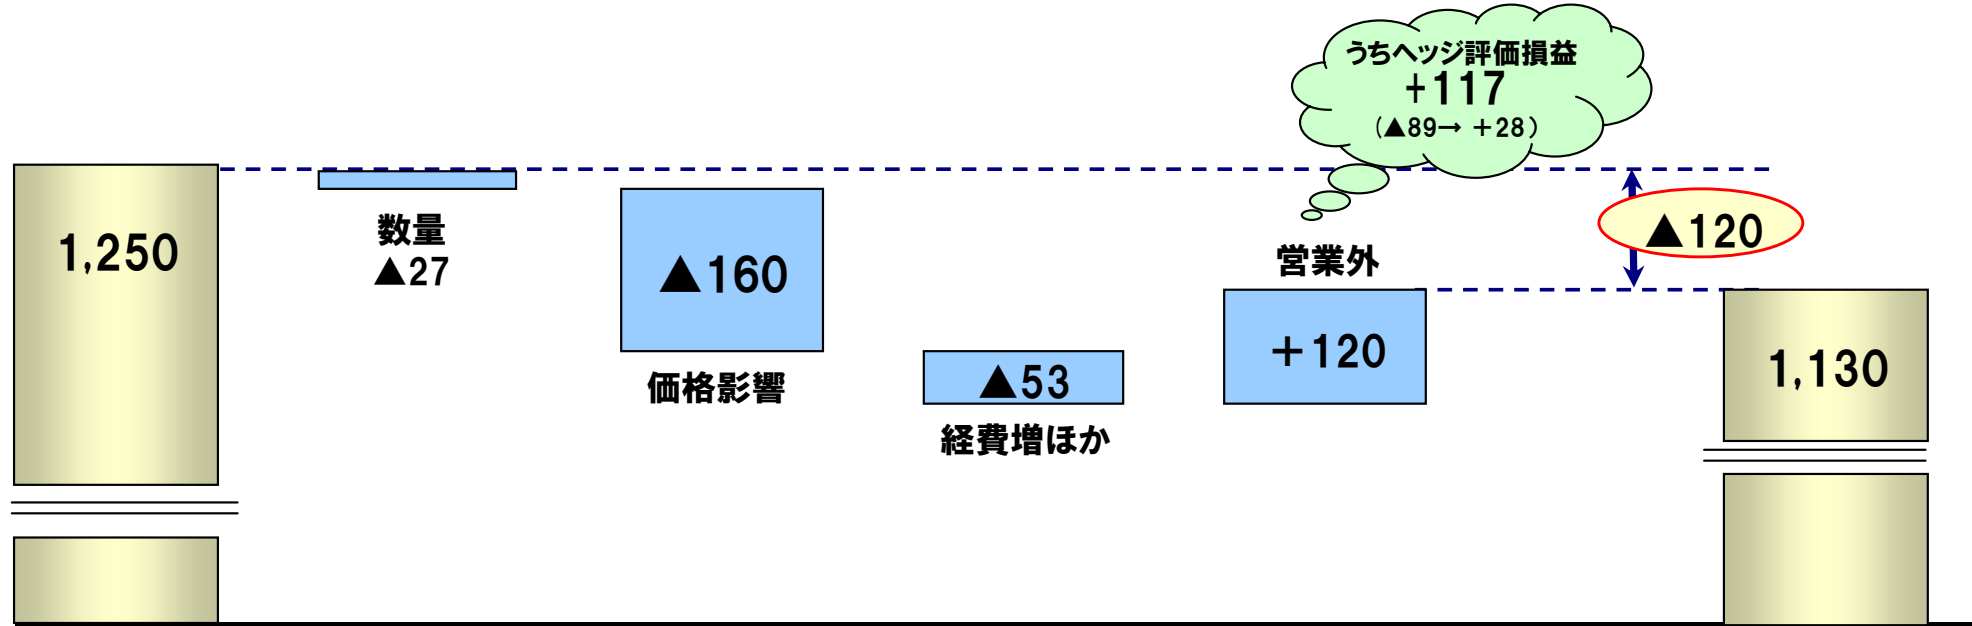 うちヘッジ評価損益
+117
(▲89→ +28)
1,250
数量
▲27
▲160
価格影響
▲53
経費増ほか
営業外
+120
▲120
1,130